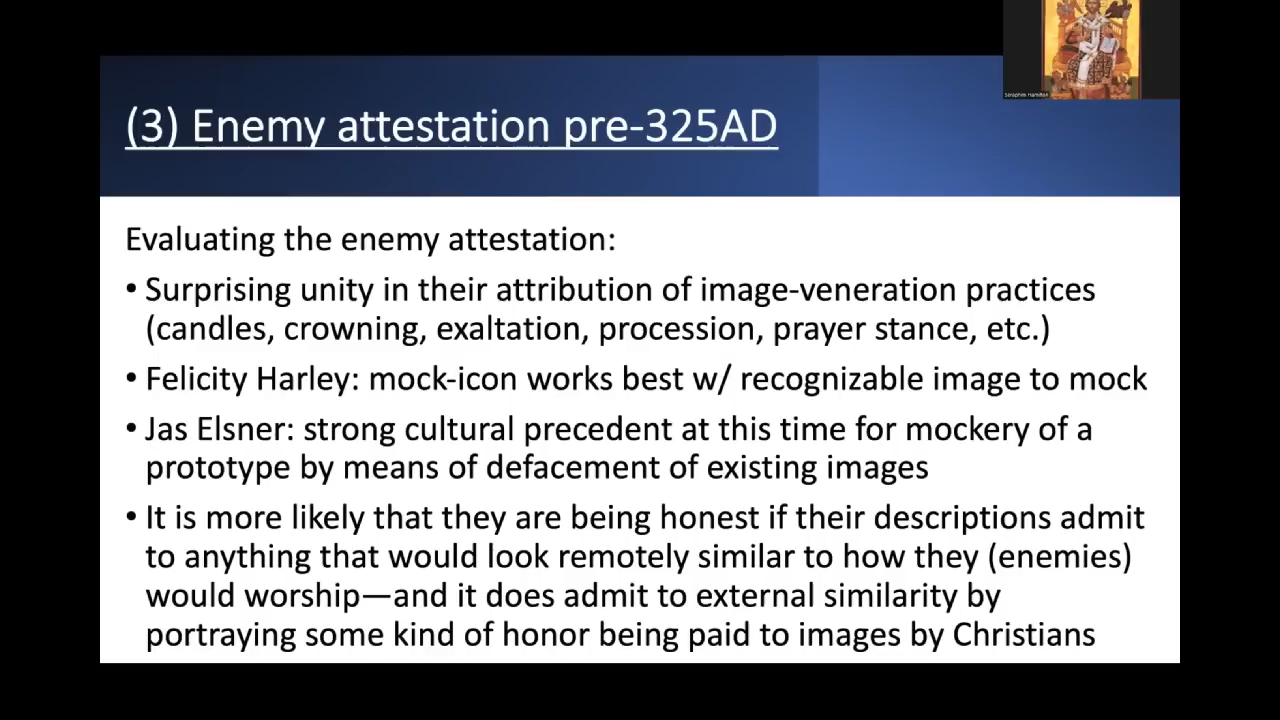 Seraphim Hamilton
(3) Enemy attestation pre-325AD
Evaluating the enemy attestation:
• Surprising unity in their attribution of image-veneration practices
(candles, crowning, exaltation, procession, prayer stance, etc.)
• Felicity Harley: mock-icon works best w/ recognizable image to mock
• Jas Elsner: strong cultural precedent at this time for mockery of a
prototype by means of defacement of existing images
• It is more likely that they are being honest if their descriptions admit
to anything that would look remotely similar to how they (enemies)
would worship—and it does admit to external similarity by
portraying some kind of honor being paid to images by Christians